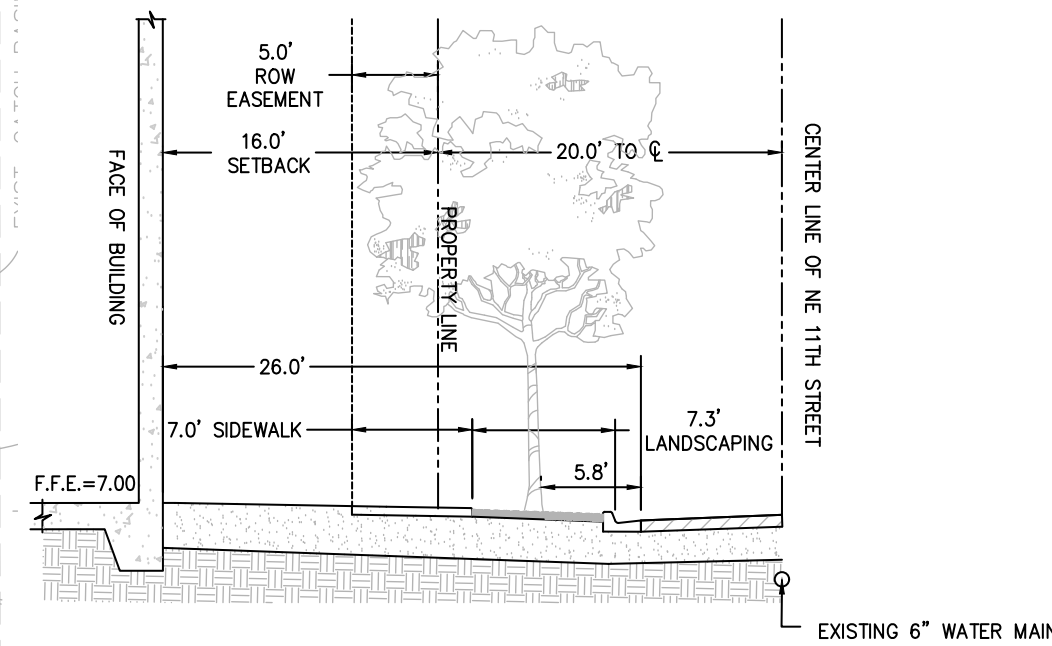 5.0'
ROW
EASEMENT
16.0'
SETBACK
20.0' TO ℄
FACE OF BUILDING
PROPERTY LINE
CENTER LINE OF NE 11TH STREET
26.0'
7.0' SIDEWALK
7.3'
LANDSCAPING
5.8'
F.F.E.=7.00
EXISTING 6" WATER MAIN